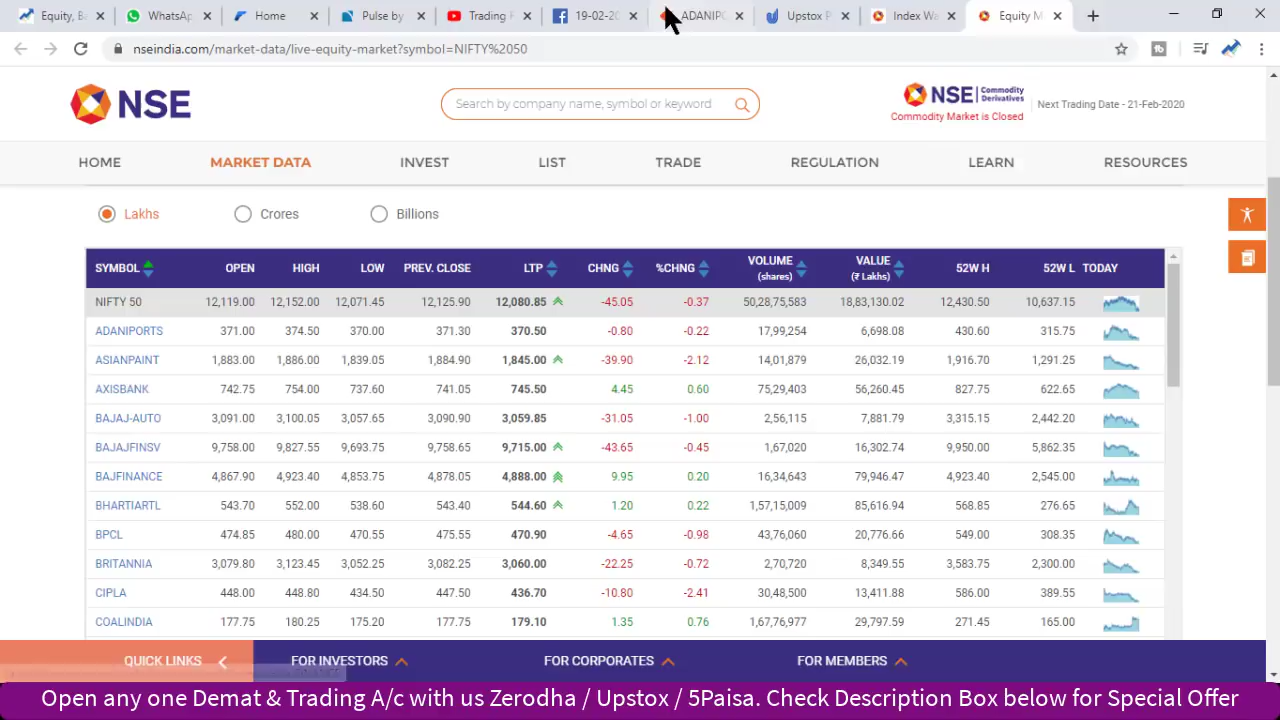 Equity, B
WhatsA
Home
Pulse by
Trading F
19-02-20
ADANIPO
Upstox P
Index Wa
Equity M
nseindia.com/market-data/live-equity-market?symbol=NIFTY%2050
NSE
Search by company name, symbol or keyword
NSE Commodity Derivatives
Commodity Market is Closed
Next Trading Date - 21-Feb-2020
HOME MARKET DATA INVEST LIST TRADE REGULATION LEARN RESOURCES
Lakhs Crores Billions
SYMBOL OPEN HIGH LOW PREV. CLOSE LTP CHNG %CHNG VOLUME (shares) VALUE (₹ Lakhs) 52W H 52W L TODAY
NIFTY 50 12,119.00 12,152.00 12,071.45 12,125.90 12,080.85 -45.05 -0.37 50,28,75,583 18,83,130.02 12,430.50 10,637.15
ADANIPORTS 371.00 374.50 370.00 371.30 370.50 -0.80 -0.22 17,99,254 6,698.08 430.60 315.75
ASIANPAINT 1,883.00 1,886.00 1,839.05 1,884.90 1,845.00 -39.90 -2.12 14,01,879 26,032.19 1,916.70 1,291.25
AXISBANK 742.75 754.00 737.60 741.05 745.50 4.45 0.60 75,29,403 56,260.45 827.75 622.65
BAJAJ-AUTO 3,091.00 3,100.05 3,057.65 3,090.90 3,059.85 -31.05 -1.00 2,56,115 7,881.79 3,315.15 2,442.20
BAJAJFINSV 9,758.00 9,827.55 9,693.75 9,758.65 9,715.00 -43.65 -0.45 1,67,020 16,302.74 9,950.00 5,862.35
BAJFINANCE 4,867.90 4,923.40 4,853.75 4,878.05 4,888.00 9.95 0.20 16,34,643 79,946.47 4,923.40 2,545.00
BHARTIARTL 543.70 552.00 538.60 543.40 544.60 1.20 0.22 1,57,15,009 85,616.94 568.85 276.65
BPCL 474.85 480.00 470.55 475.55 470.90 -4.65 -0.98 43,76,060 20,776.66 549.00 308.35
BRITANNIA 3,079.80 3,123.45 3,052.25 3,082.25 3,060.00 -22.25 -0.72 2,70,720 8,349.55 3,583.75 2,300.00
CIPLA 448.00 448.80 434.50 447.50 436.70 -10.80 -2.41 30,48,500 13,411.88 586.00 389.55
COALINDIA 177.75 180.25 175.20 177.75 179.10 1.35 0.76 1,67,76,977 29,797.59 271.45 165.00
QUICK LINKS FOR INVESTORS FOR CORPORATES FOR MEMBERS
Open any one Demat & Trading A/c with us Zerodha / Upstox / 5Paisa. Check Description Box below for Special Offer